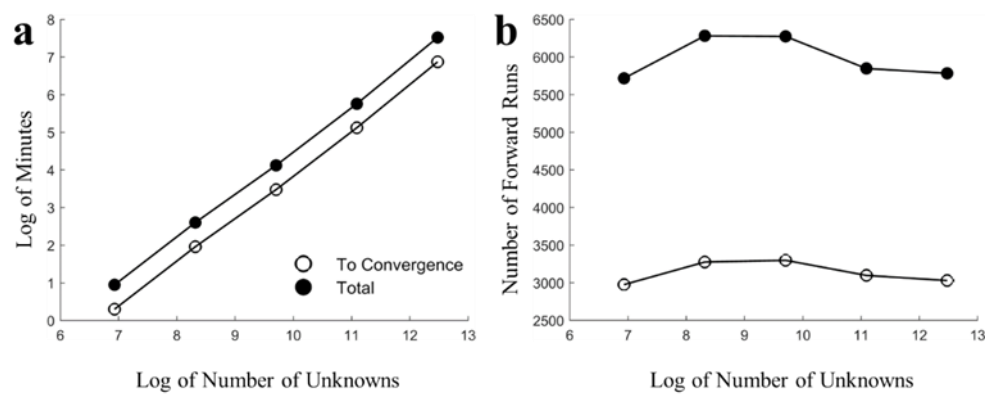 a
8
7
6
5
4
3
2
1
0
Log of Minutes
To Convergence
Total
6 7 8 9 10 11 12 13
Log of Number of Unknowns
b
6500
6000
5500
5000
4500
4000
3500
3000
2500
Number of Forward Runs
6 7 8 9 10 11 12 13
Log of Number of Unknowns